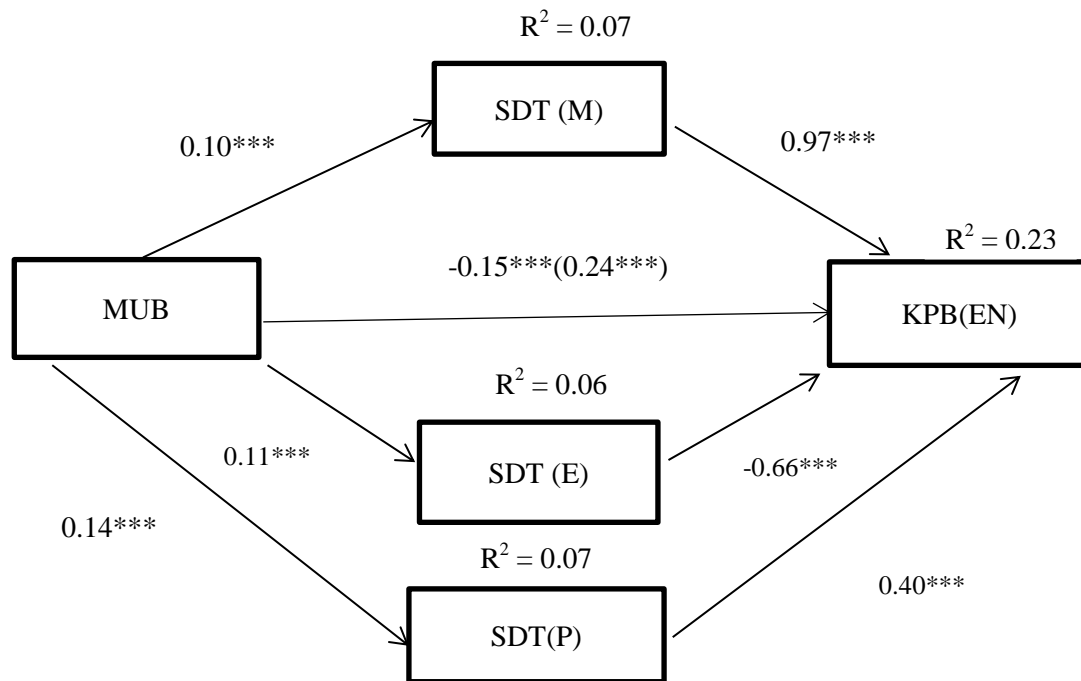 R² = 0.07
SDT (M)
0.10***
0.97***
R² = 0.23
-0.15***(0.24***)
MUB
KPB(EN)
R² = 0.06
0.11***
SDT (E)
-0.66***
0.14***
R² = 0.07
0.40***
SDT(P)